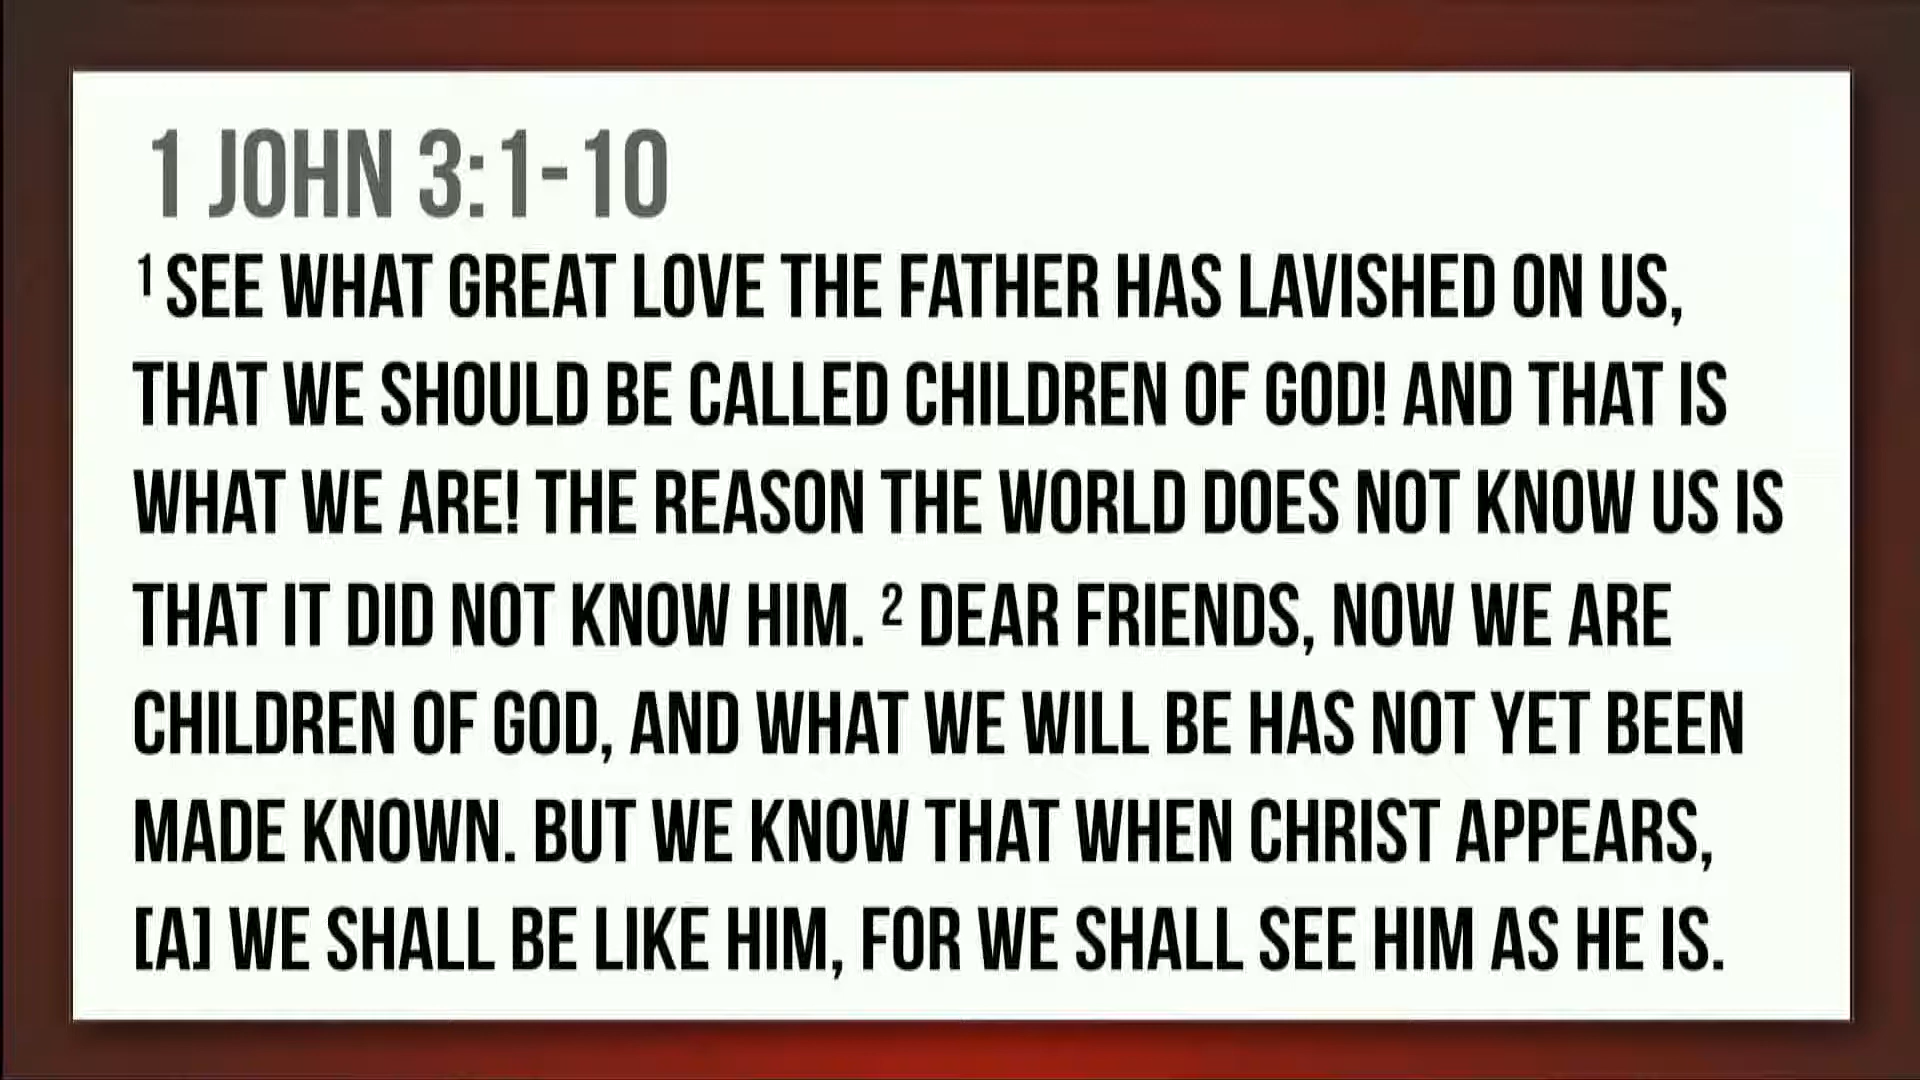 1 JOHN 3:1-10
1 SEE WHAT GREAT LOVE THE FATHER HAS LAVISHED ON US,
THAT WE SHOULD BE CALLED CHILDREN OF GOD! AND THAT IS
WHAT WE ARE! THE REASON THE WORLD DOES NOT KNOW US IS
THAT IT DID NOT KNOW HIM. 2 DEAR FRIENDS, NOW WE ARE
CHILDREN OF GOD, AND WHAT WE WILL BE HAS NOT YET BEEN
MADE KNOWN. BUT WE KNOW THAT WHEN CHRIST APPEARS,
[A] WE SHALL BE LIKE HIM, FOR WE SHALL SEE HIM AS HE IS.